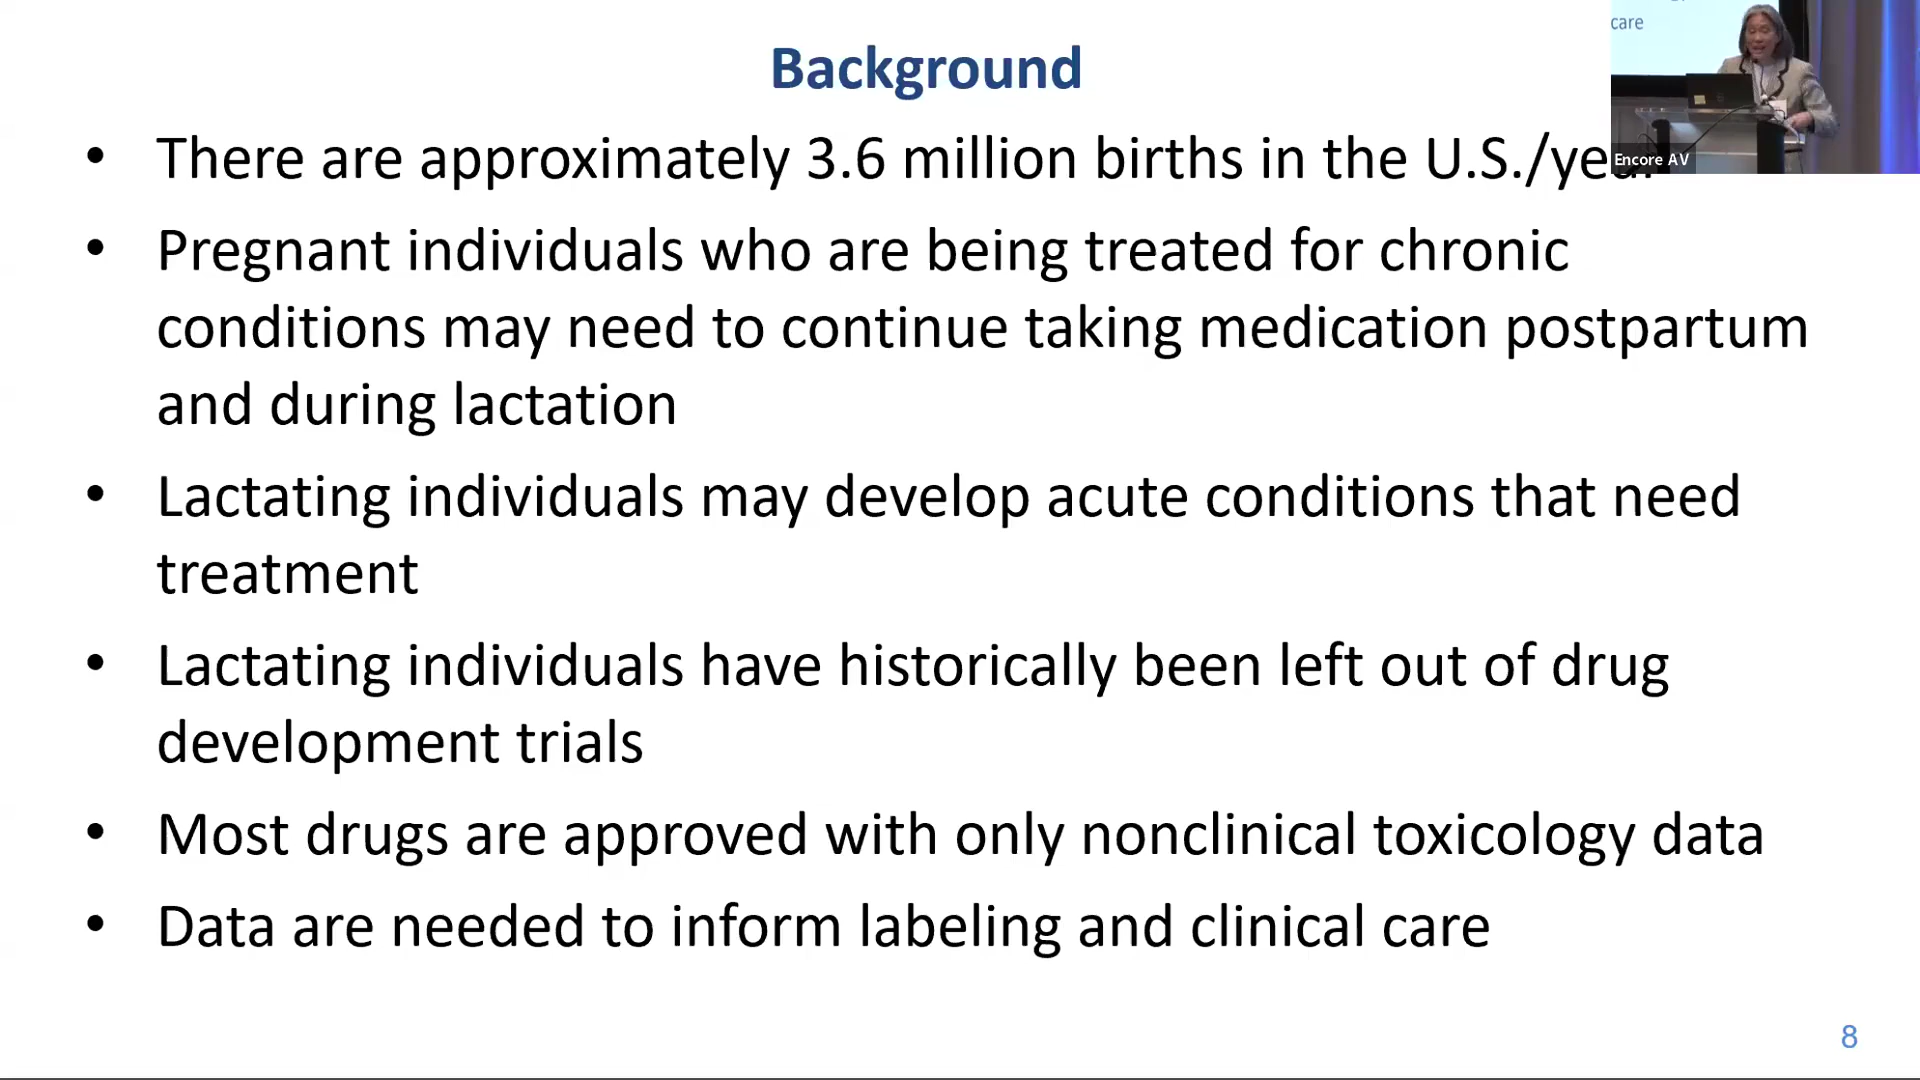 Background
care
• There are approximately 3.6 million births in the U.S./year
Encore AV
• Pregnant individuals who are being treated for chronic
conditions may need to continue taking medication postpartum
and during lactation
• Lactating individuals may develop acute conditions that need
treatment
• Lactating individuals have historically been left out of drug
development trials
• Most drugs are approved with only nonclinical toxicology data
• Data are needed to inform labeling and clinical care
8